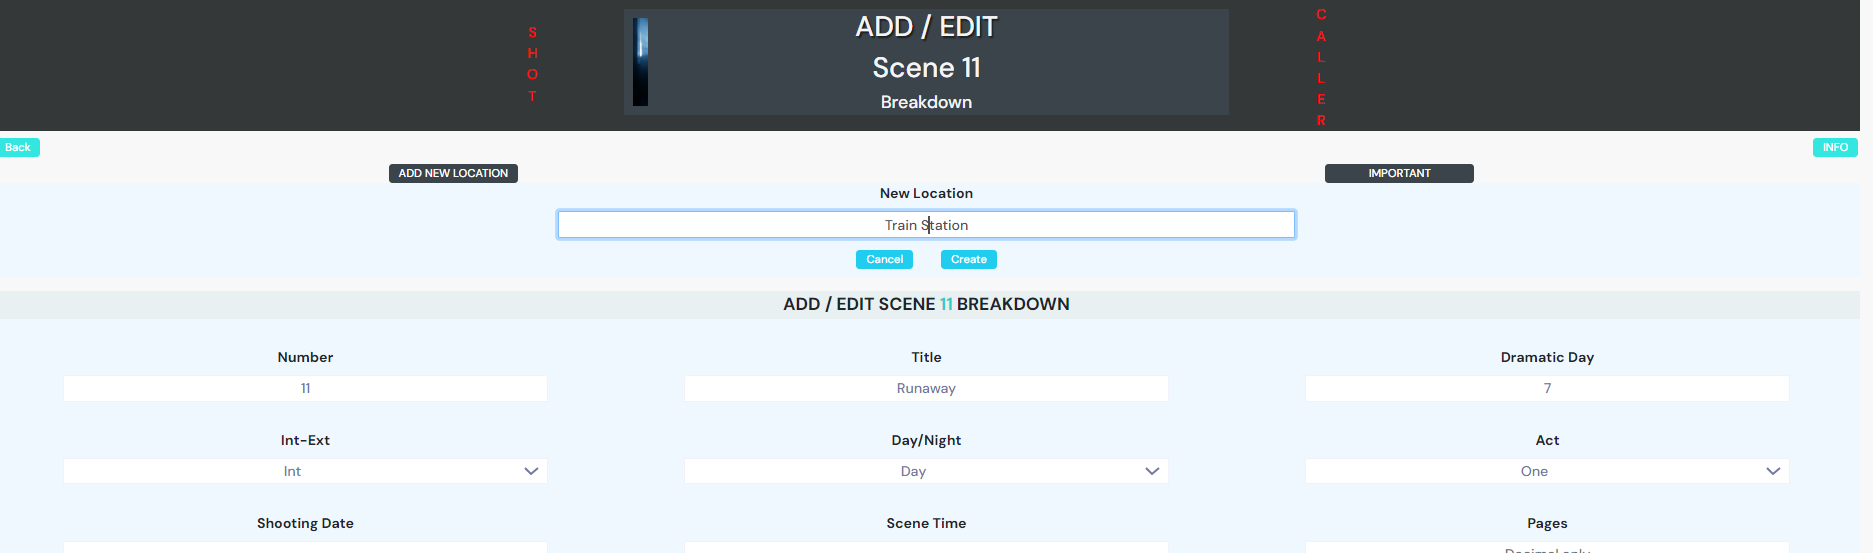 SHOT
ADD / EDIT
Scene 11
Breakdown
CALLER
Back
INFO
ADD NEW LOCATION
IMPORTANT
New Location
Train Station
Cancel
Create
ADD / EDIT SCENE 11 BREAKDOWN
Number
Title
Dramatic Day
11
Runaway
7
Int-Ext
Day/Night
Act
Int
Day
One
Shooting Date
Scene Time
Pages
Decimal only